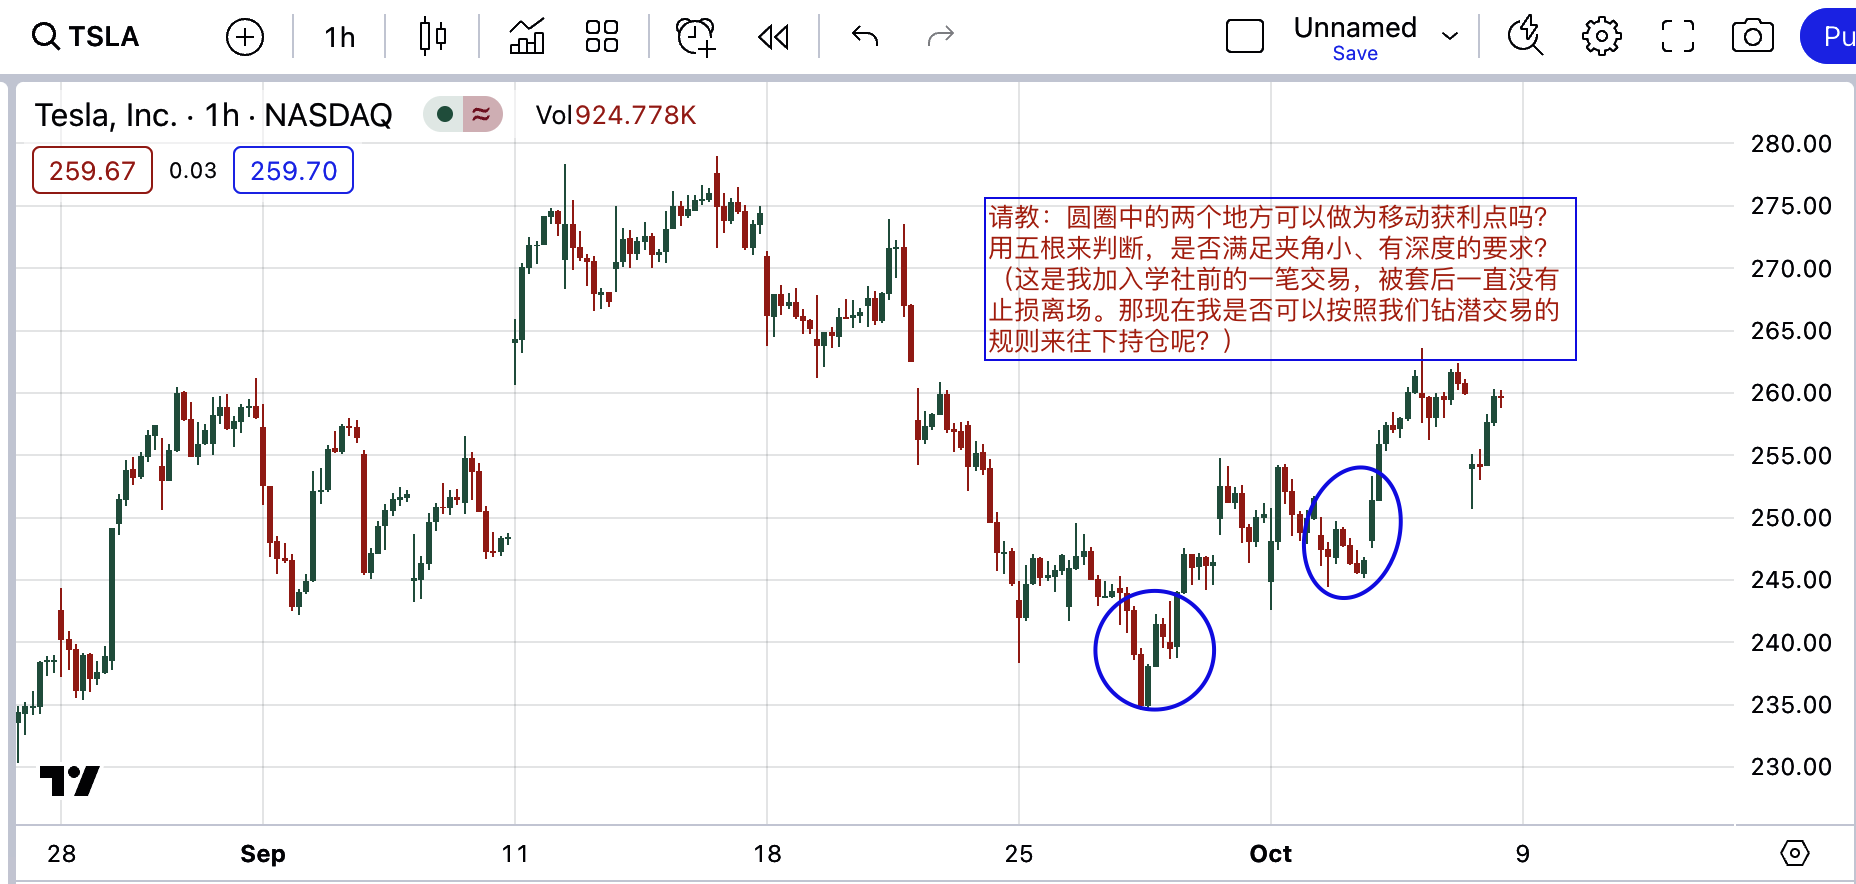 TSLA
1h
Unnamed
Save
Pu
Tesla, Inc. · 1h · NASDAQ
≈
Vol924.778K
259.67
0.03
259.70
请教：圆圈中的两个地方可以做为移动获利点吗？
用五根来判断，是否满足夹角小、有深度的要求？
（这是我加入学社前的一笔交易，被套后一直没有
止损离场。那现在我是否可以按照我们钻潜交易的
规则来往下持仓呢？）
280.00
275.00
270.00
265.00
260.00
255.00
250.00
245.00
240.00
235.00
230.00
28
Sep
11
18
25
Oct
9